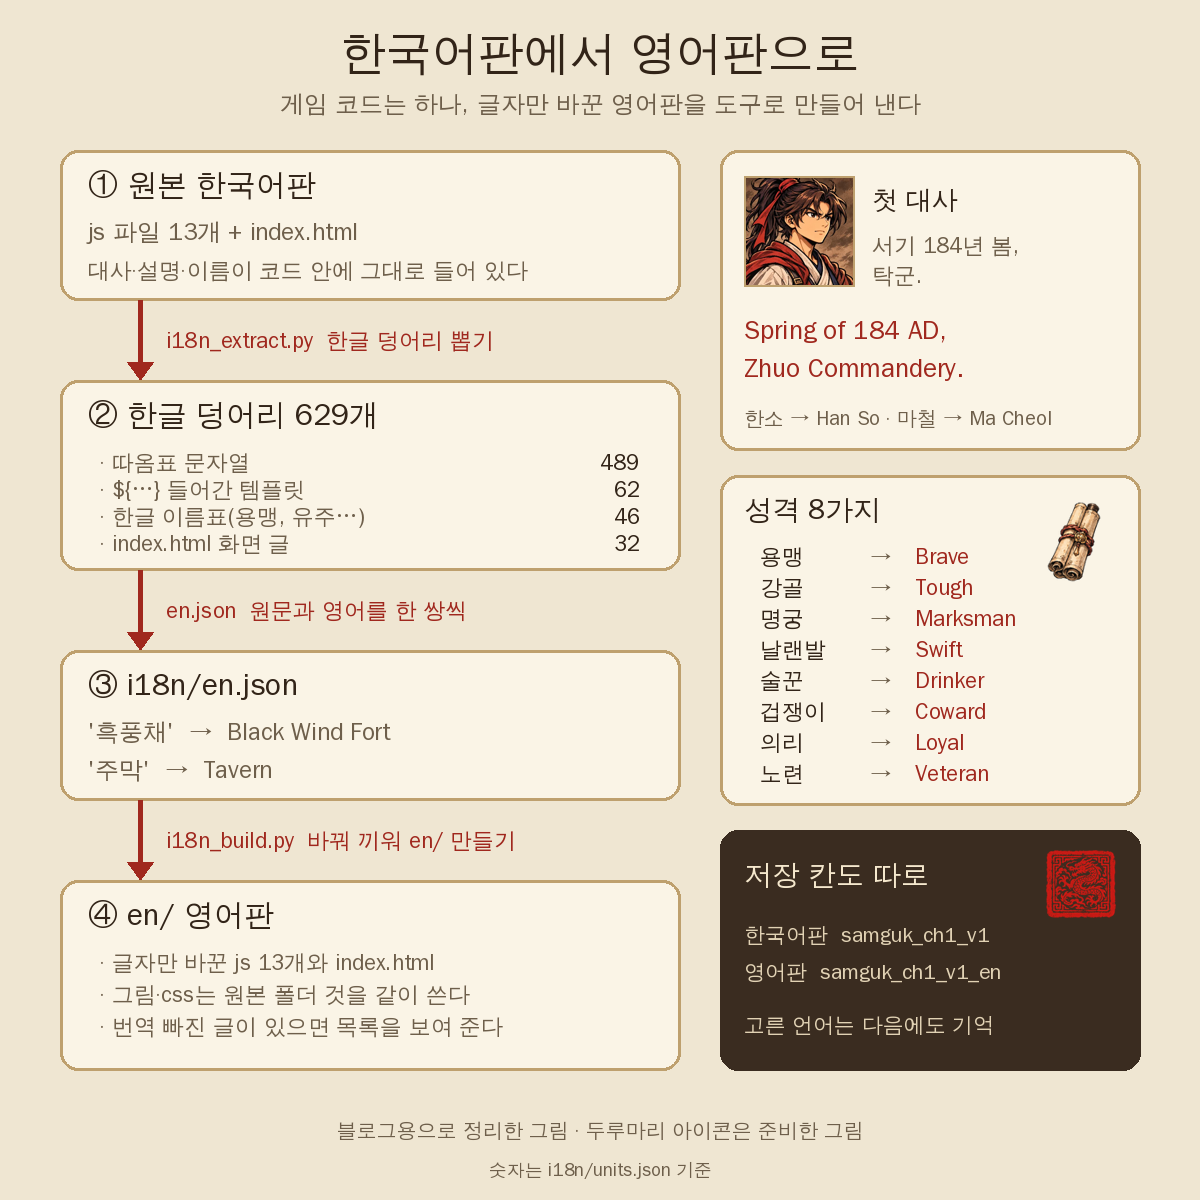 한국어판에서 영어판으로
게임 코드는 하나, 글자만 바꾼 영어판을 도구로 만들어 낸다
① 원본 한국어판
js 파일 13개 + index.html
대사·설명·이름이 코드 안에 그대로 들어 있다
i18n_extract.py 한글 덩어리 뽑기
② 한글 덩어리 629개
· 따옴표 문자열 489
· ${···} 들어간 템플릿 62
· 한글 이름표(용맹, 유주···) 46
· index.html 화면 글 32
en.json 원문과 영어를 한 쌍씩
③ i18n/en.json
'흑풍채' → Black Wind Fort
'주막' → Tavern
i18n_build.py 바꿔 끼워 en/ 만들기
④ en/ 영어판
· 글자만 바꾼 js 13개와 index.html
· 그림·css는 원본 폴더 것을 같이 쓴다
· 번역 빠진 글이 있으면 목록을 보여 준다
첫 대사
서기 184년 봄,
탁군.
Spring of 184 AD,
Zhuo Commandery.
한소 → Han So · 마철 → Ma Cheol
성격 8가지
용맹 → Brave
강골 → Tough
명궁 → Marksman
날랜발 → Swift
술꾼 → Drinker
겁쟁이 → Coward
의리 → Loyal
노련 → Veteran
저장 칸도 따로
한국어판 samguk_ch1_v1
영어판 samguk_ch1_v1_en
고른 언어는 다음에도 기억
블로그용으로 정리한 그림 · 두루마리 아이콘은 준비한 그림
숫자는 i18n/units.json 기준